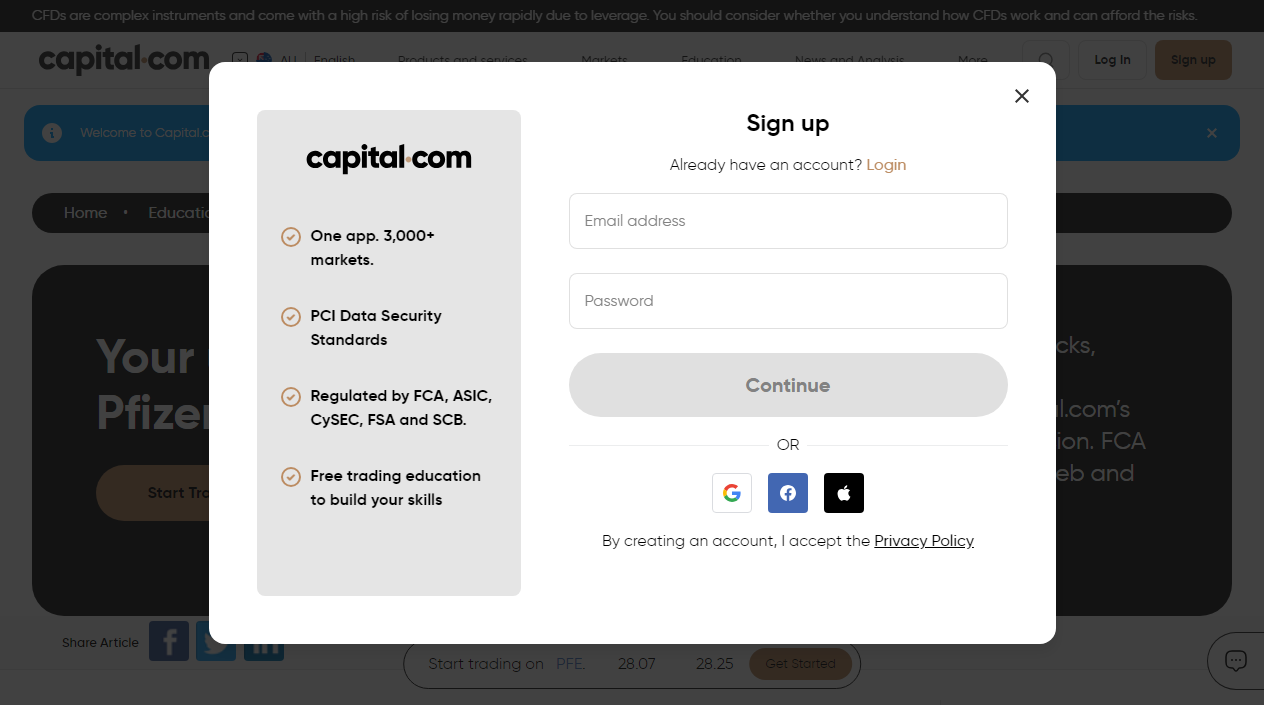 CFDs are complex instruments and come with a high risk of losing money rapidly due to leverage. You should consider whether you understand how CFDs work and can afford the risks.
capital.com AU English Products and services Markets Education News and Analysis More Log In Sign up
Welcome to Capital.c
Home • Educatio
Your
Pfizer
Start Tra
cks,
al.com's
ion. FCA
eb and
capital.com
One app. 3,000+
markets.
PCI Data Security
Standards
Regulated by FCA, ASIC,
CySEC, FSA and SCB.
Free trading education
to build your skills
Sign up
Already have an account? Login
Email address
Password
Continue
OR
By creating an account, I accept the Privacy Policy
Share Article
Start trading on PFE. 28.07 28.25 Get Started